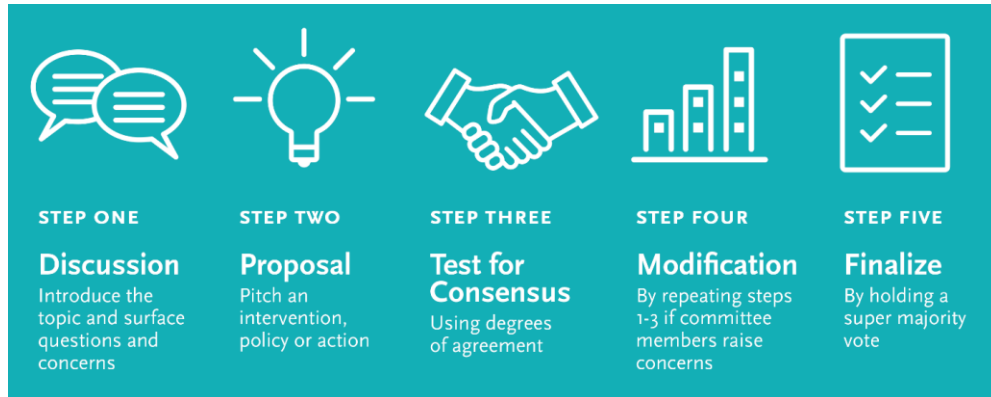 STEP ONE
Discussion
Introduce the
topic and surface
questions and
concerns
STEP TWO
Proposal
Pitch an
intervention,
policy or action
STEP THREE
Test for
Consensus
Using degrees
of agreement
STEP FOUR
Modification
By repeating steps
1-3 if committee
members raise
concerns
STEP FIVE
Finalize
By holding a
super majority
vote